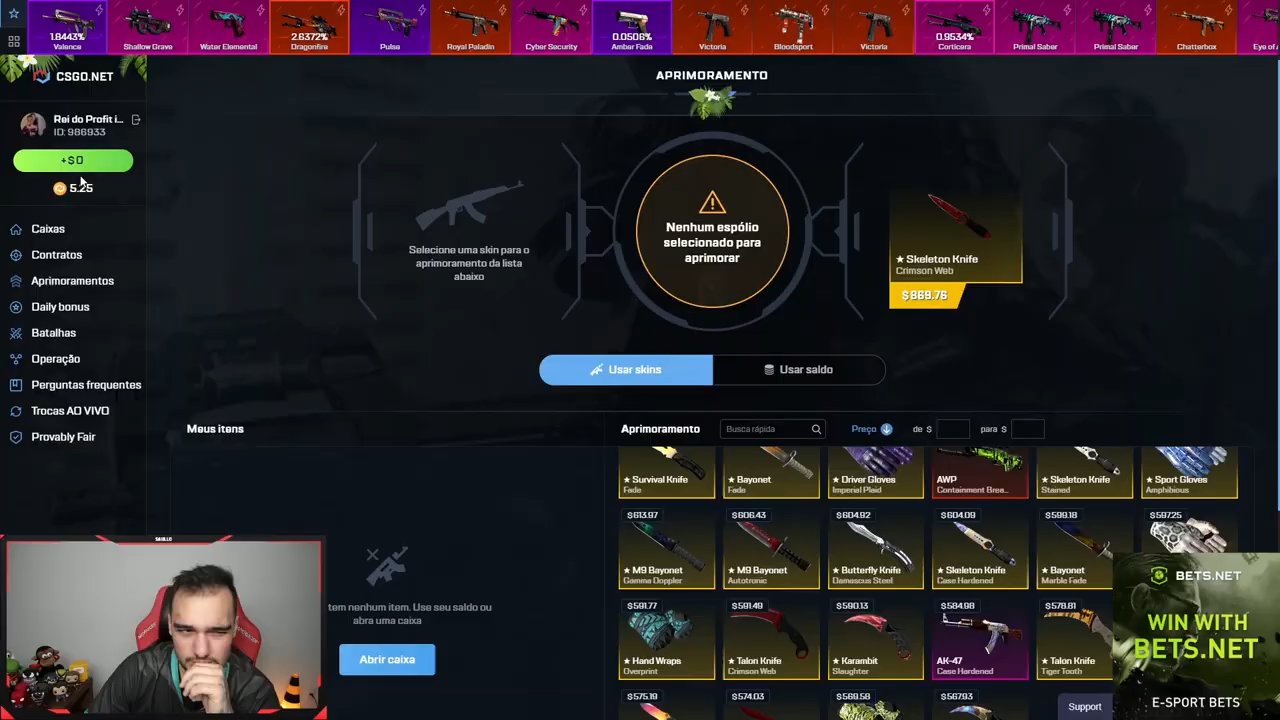 1.8443%
Valence
Shallow Grave
Water Elemental
2.6372%
Dragonfire
Pulse
Royal Paladin
Cyber Security
0.0506%
Amber Fade
Victoria
Bloodsport
Victoria
0.9534%
Corticera
Primal Saber
Primal Saber
Chatterbox
Eye of
CSGO.NET
Rei do Profit i...
ID: 986933
+$0
5.25
Caixas
Contratos
Aprimoramentos
Daily bonus
Batalhas
Operação
Perguntas frequentes
Trocas AO VIVO
Provably Fair
APRIMORAMENTO
Selecione uma skin para o
aprimoramento da lista
abaixo
Nenhum espólio
selecionado para
aprimorar
★ Skeleton Knife
Crimson Web
$869.76
Usar skins
Usar saldo
Meus itens
tem nenhum item. Use seu saldo ou
abra uma caixa
Abrir caixa
Aprimoramento
Busca rápida
Preço
de $
para $
★ Survival Knife
Fade
★ Bayonet
Fade
★ Driver Gloves
Imperial Plaid
AWP
Containment Brea...
★ Skeleton Knife
Stained
★ Sport Gloves
Amphibious
$613.97
★ M9 Bayonet
Gamma Doppler
$606.43
★ M9 Bayonet
Autotronic
$604.92
★ Butterfly Knife
Damascus Steel
$604.09
★ Skeleton Knife
Case Hardened
$599.18
★ Bayonet
Marble Fade
$597.25
$591.77
★ Hand Wraps
Overprint
$591.49
★ Talon Knife
Crimson Web
$590.13
★ Karambit
Slaughter
$584.98
AK-47
Case Hardened
$578.81
★ Talon Knife
Tiger Tooth
$575.19
$574.03
$569.58
$567.93
BETS.NET
WIN WITH
BETS.NET
E-SPORT BETS
Support